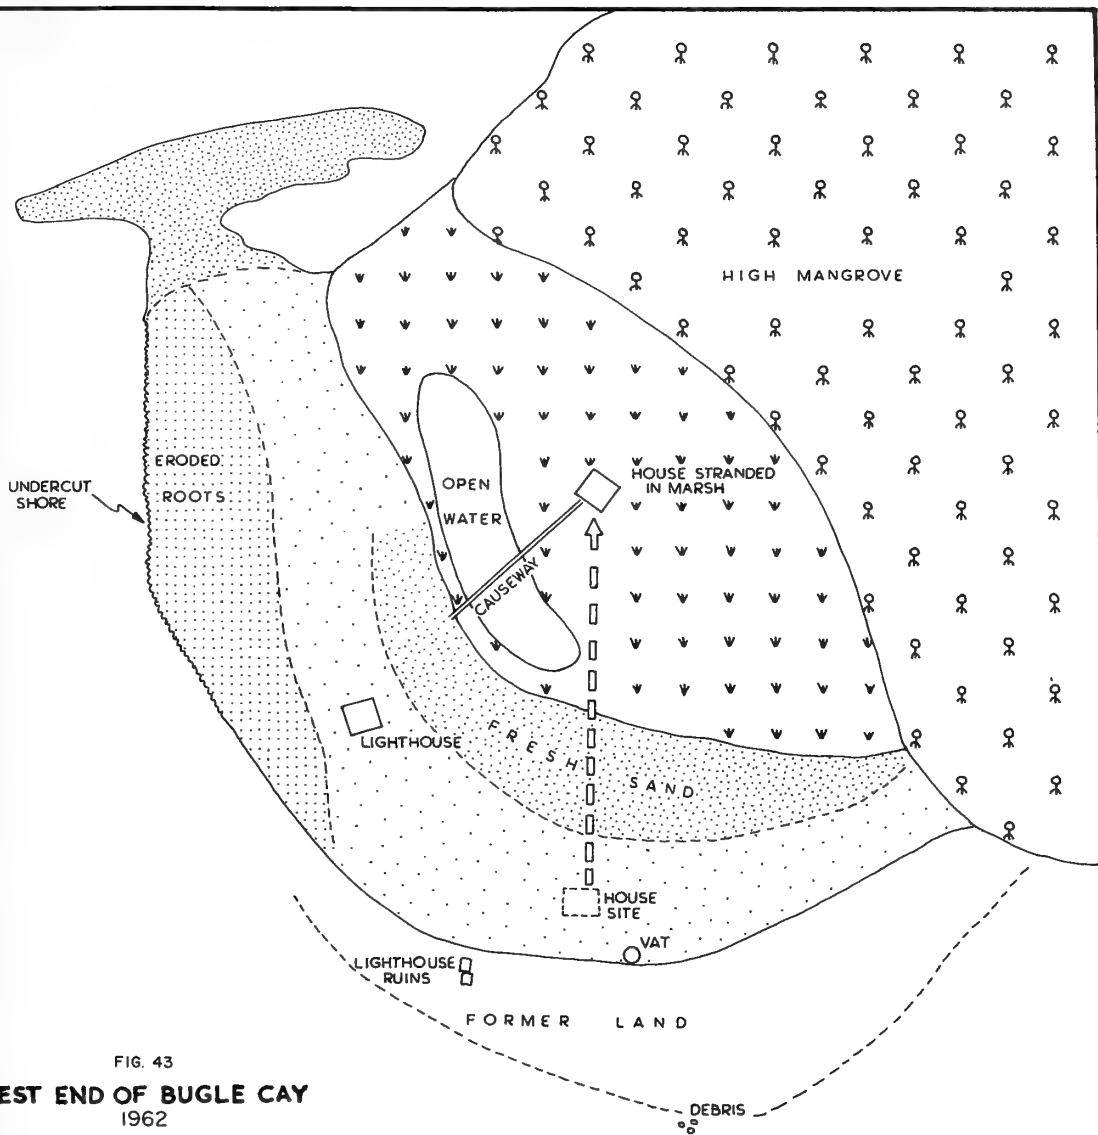 HIGH MANGROVE
ERODED
ROOTS
UNDERCUT
SHORE
OPEN
WATER
HOUSE STRANDED
IN MARSH
CAUSEWAY
LIGHTHOUSE
FRESH SAND
HOUSE
SITE
VAT
LIGHTHOUSE
RUINS
FORMER LAND
FIG. 43
EST END OF BUGLE CAY
1962
DEBRIS